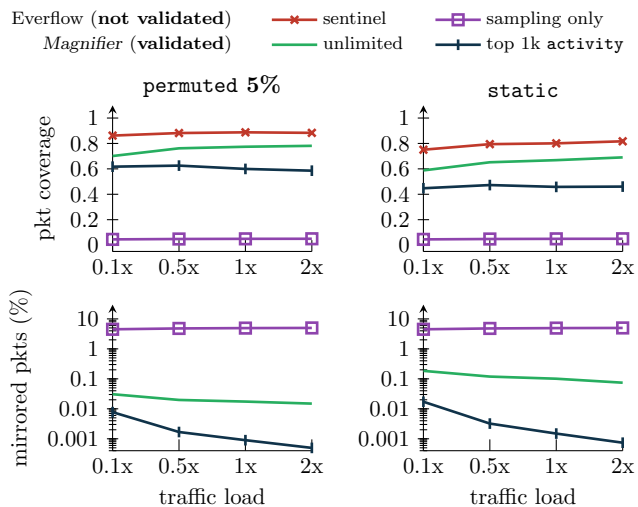 Everflow (not validated) sentinel sampling only
Magnifier (validated) unlimited top 1k activity
permuted 5% static
pkt coverage
1
0.8
0.6
0.4
0.2
0
0.1x 0.5x 1x 2x
1
0.8
0.6
0.4
0.2
0
0.1x 0.5x 1x 2x
mirrored pkts (%)
10
1
0.1
0.01
0.001
0.1x 0.5x 1x 2x
traffic load
10
1
0.1
0.01
0.001
0.1x 0.5x 1x 2x
traffic load